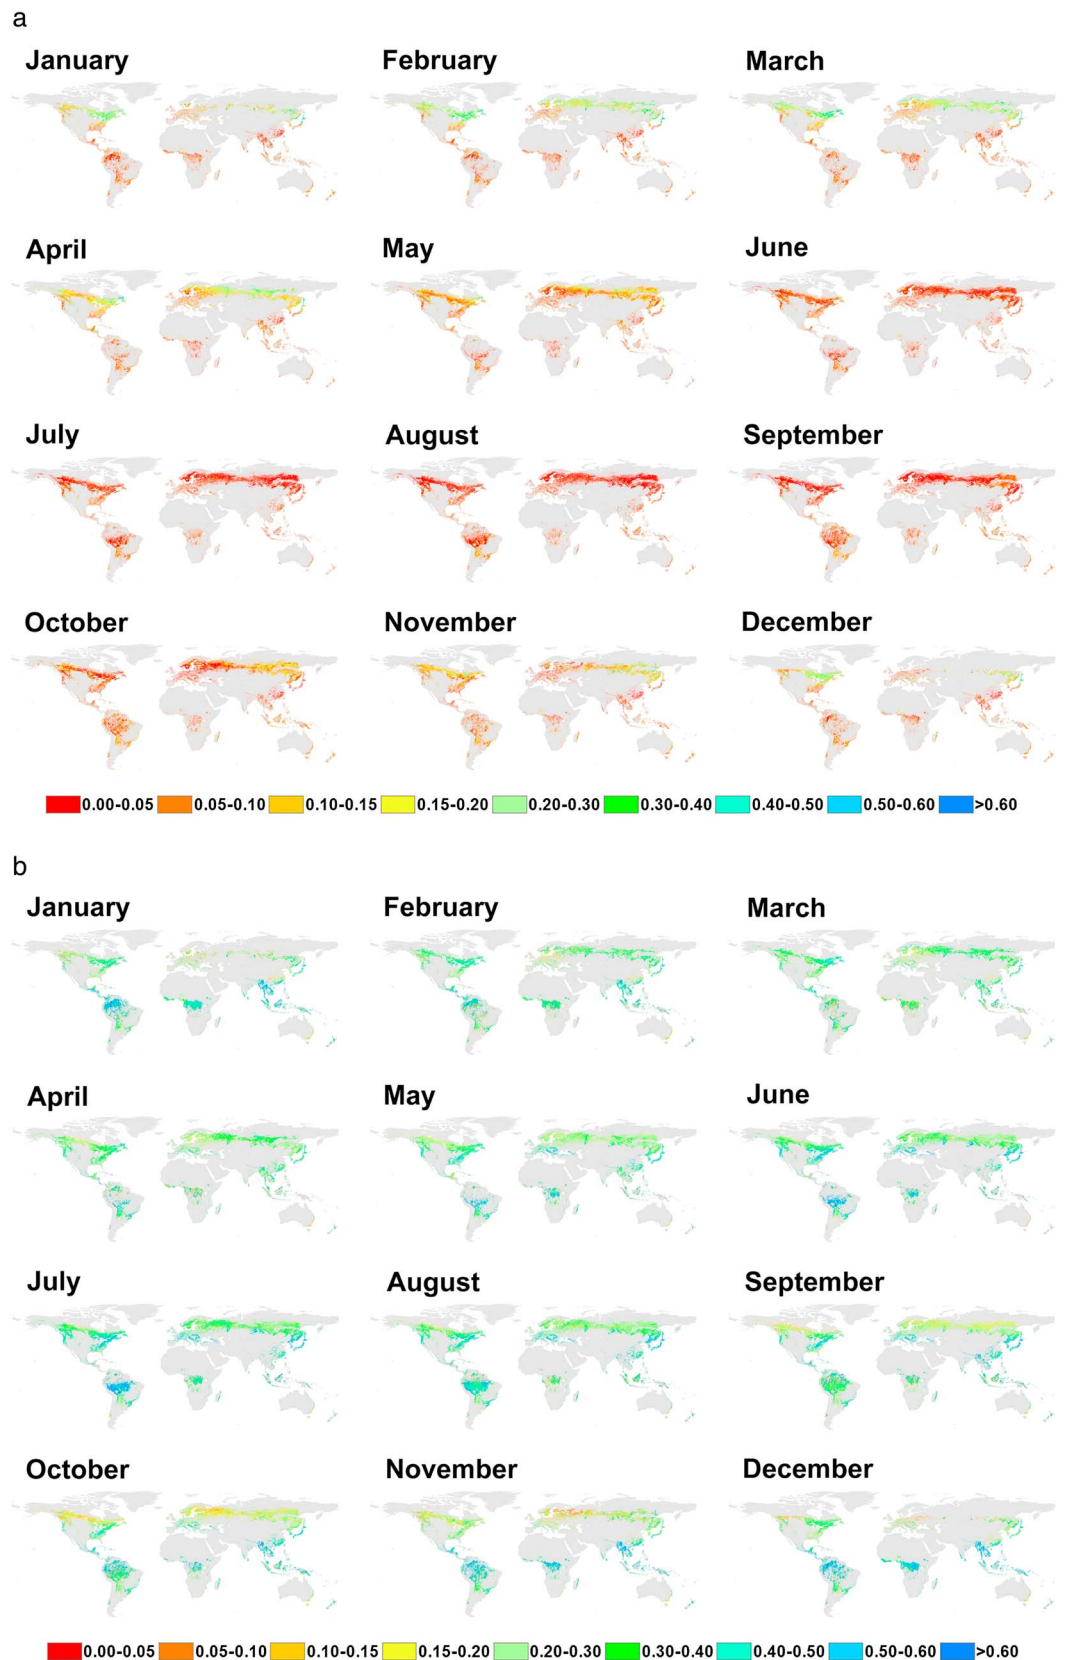 a
January February March
April May June
July August September
October November December
0.00-0.05 0.05-0.10 0.10-0.15 0.15-0.20 0.20-0.30 0.30-0.40 0.40-0.50 0.50-0.60 >0.60
b
January February March
April May June
July August September
October November December
0.00-0.05 0.05-0.10 0.10-0.15 0.15-0.20 0.20-0.30 0.30-0.40 0.40-0.50 0.50-0.60 >0.60